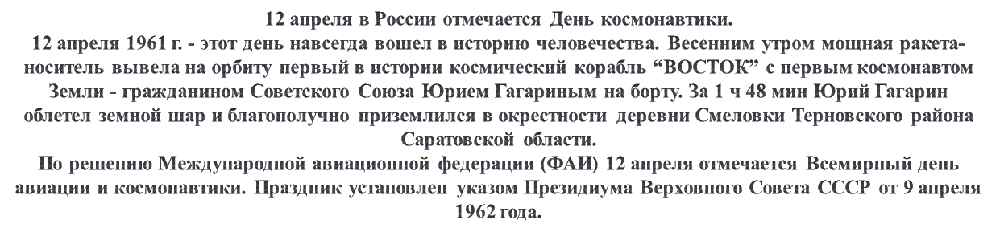 12 апреля в России отмечается День космонавтики.
12 апреля 1961 г. - этот день навсегда вошел в историю человечества. Весенним утром мощная ракета-
носитель вывела на орбиту первый в истории космический корабль “ВОСТОК” с первым космонавтом
Земли - гражданином Советского Союза Юрием Гагариным на борту. За 1 ч 48 мин Юрий Гагарин
облетел земной шар и благополучно приземлился в окрестности деревни Смеловки Терновского района
Саратовской области.
По решению Международной авиационной федерации (ФАИ) 12 апреля отмечается Всемирный день
авиации и космонавтики. Праздник установлен указом Президиума Верховного Совета СССР от 9 апреля
1962 года.